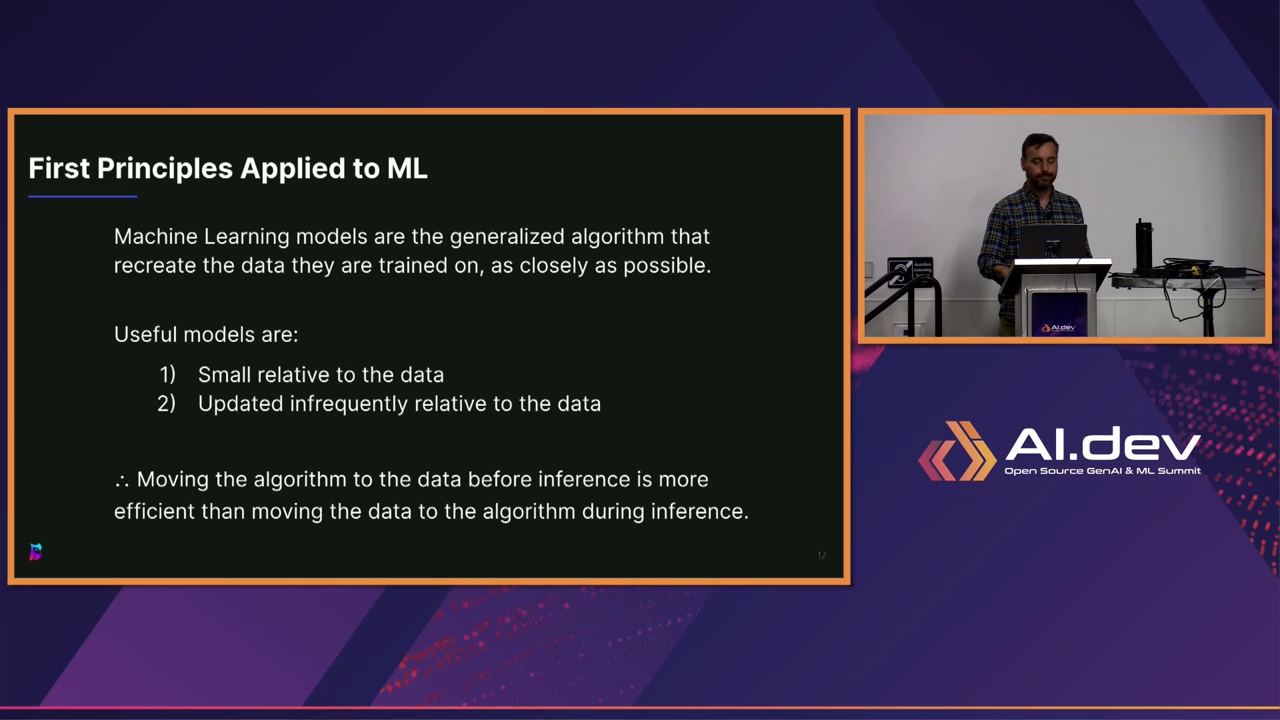 First Principles Applied to ML
Machine Learning models are the generalized algorithm that
recreate the data they are trained on, as closely as possible.
Useful models are:
1) Small relative to the data
2) Updated infrequently relative to the data
∴ Moving the algorithm to the data before inference is more
efficient than moving the data to the algorithm during inference.
AI.dev
AI.dev
Open Source GenAI & ML Summit